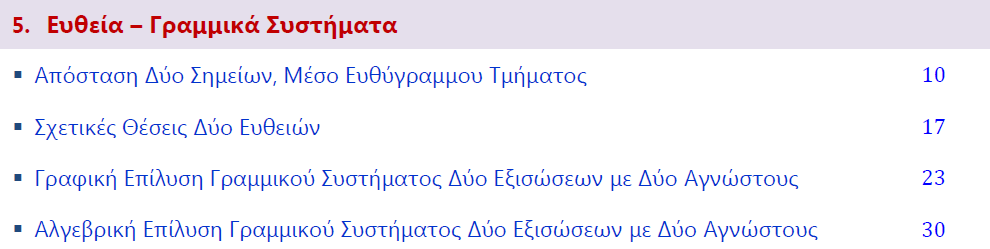 5. Ευθεία – Γραμμικά Συστήματα
▪ Απόσταση Δύο Σημείων, Μέσο Ευθύγραμμου Τμήματος 10
▪ Σχετικές Θέσεις Δύο Ευθειών 17
▪ Γραφική Επίλυση Γραμμικού Συστήματος Δύο Εξισώσεων με Δύο Αγνώστους 23
▪ Αλγεβρική Επίλυση Γραμμικού Συστήματος Δύο Εξισώσεων με Δύο Αγνώστους 30